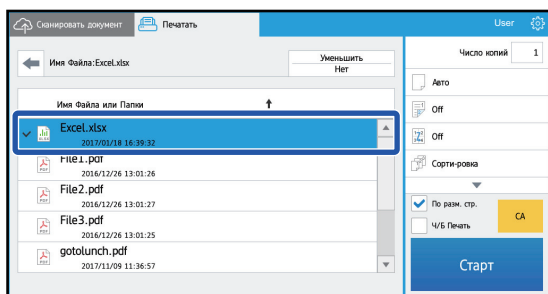 Сканировать документ
Печатать
User
Имя Файла:Excel.xlsx
Уменьшить
Нет
Число копий 1
Имя Файла или Папки
Авто
Off
Off
Сорти-ровка
Excel.xlsx
2017/01/18 16:39:32
File1.pdf
2016/12/26 13:01:26
File2.pdf
2016/12/26 13:01:27
File3.pdf
2016/12/26 13:01:25
gotolunch.pdf
2017/11/09 11:36:57
По разм. стр.
Ч/Б Печать
CA
Старт